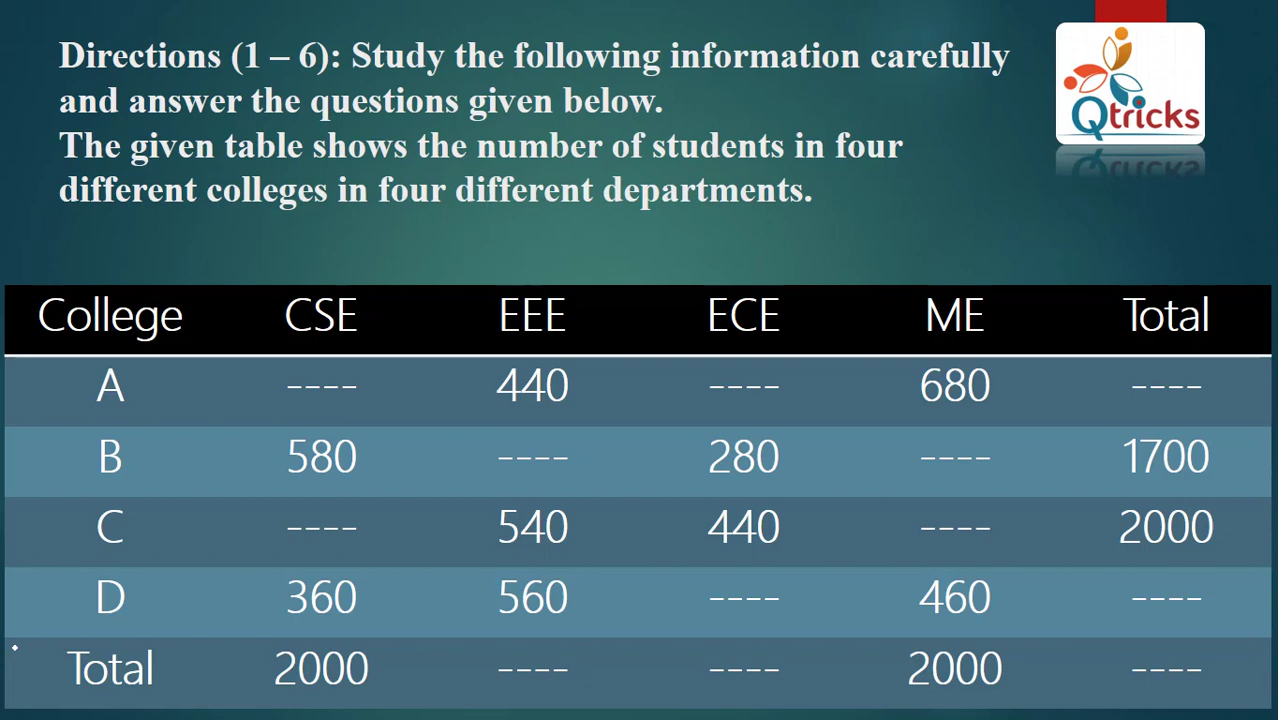 Directions (1 – 6): Study the following information carefully
and answer the questions given below.
The given table shows the number of students in four
different colleges in four different departments.
Qtricks
College CSE EEE ECE ME Total
A ---- 440 ---- 680 ----
B 580 ---- 280 ---- 1700
C ---- 540 440 ---- 2000
D 360 560 ---- 460 ----
Total 2000 ---- ---- 2000 ----